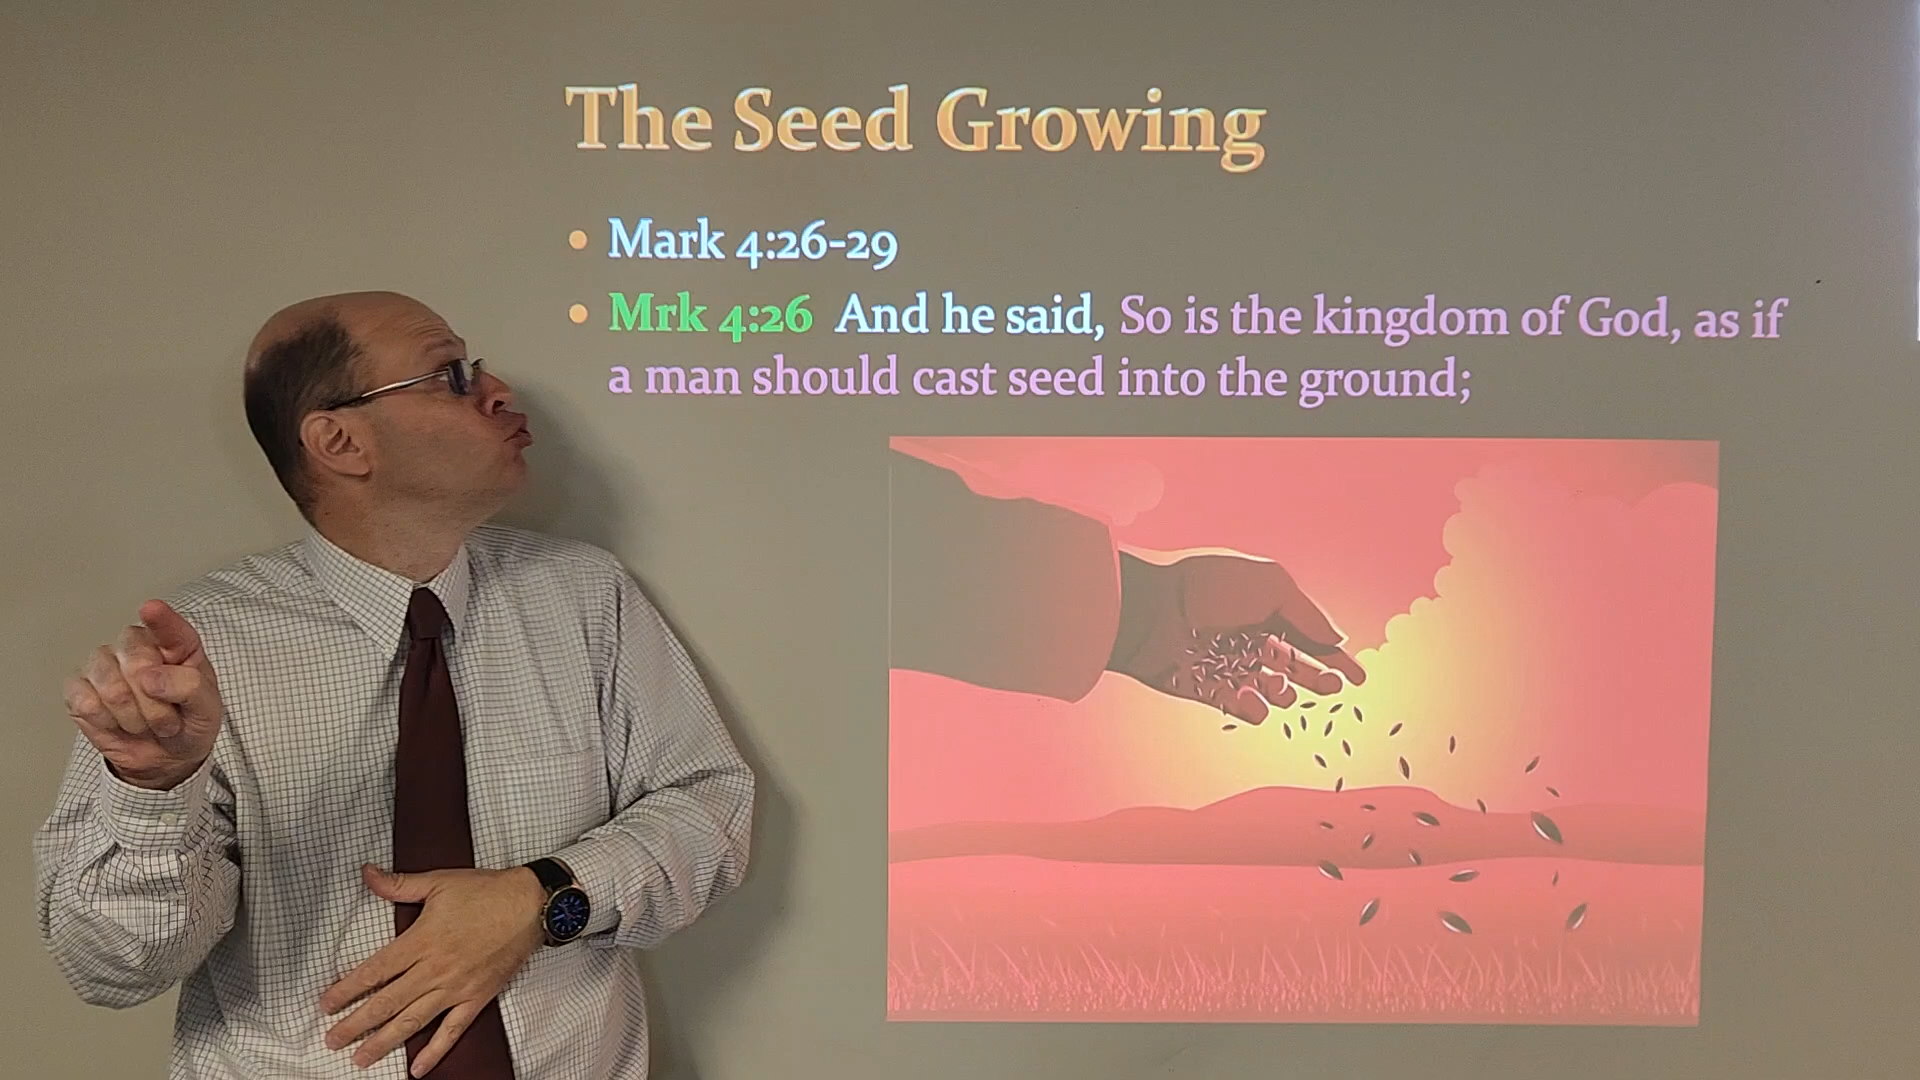 The Seed Growing
• Mark 4:26-29
• Mrk 4:26 And he said, So is the kingdom of God, as if
a man should cast seed into the ground;